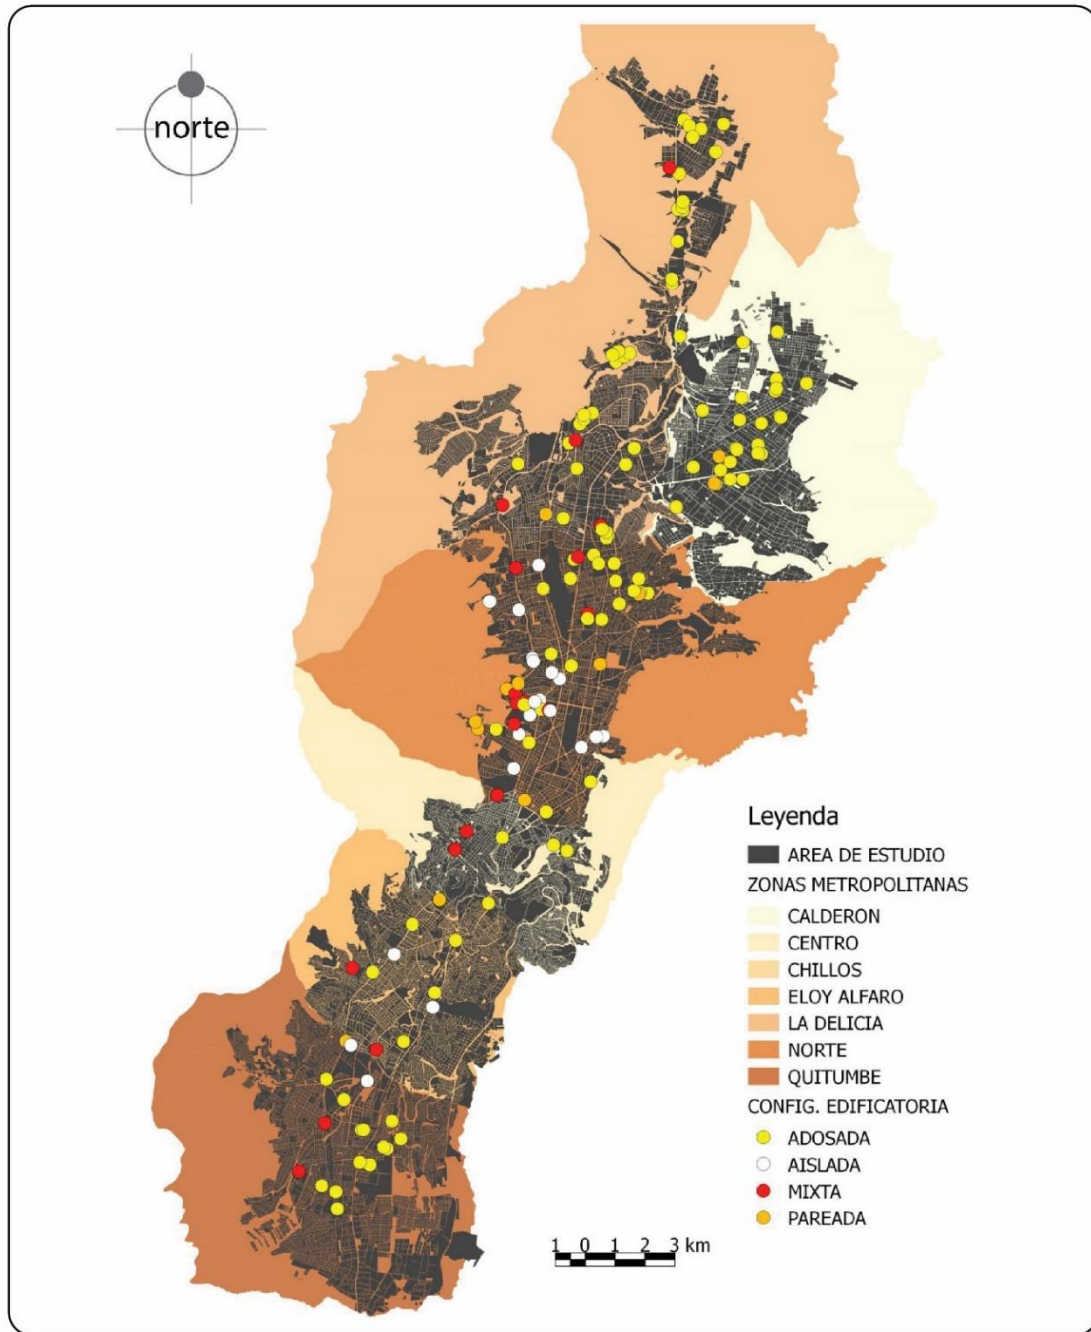 norte
Leyenda
AREA DE ESTUDIO
ZONAS METROPOLITANAS
CALDERON
CENTRO
CHILLOS
ELOY ALFARO
LA DELICIA
NORTE
QUITUMBE
CONFIG. EDIFICATORIA
ADOSADA
AISLADA
MIXTA
PAREADA
1 0 1 2 3 km